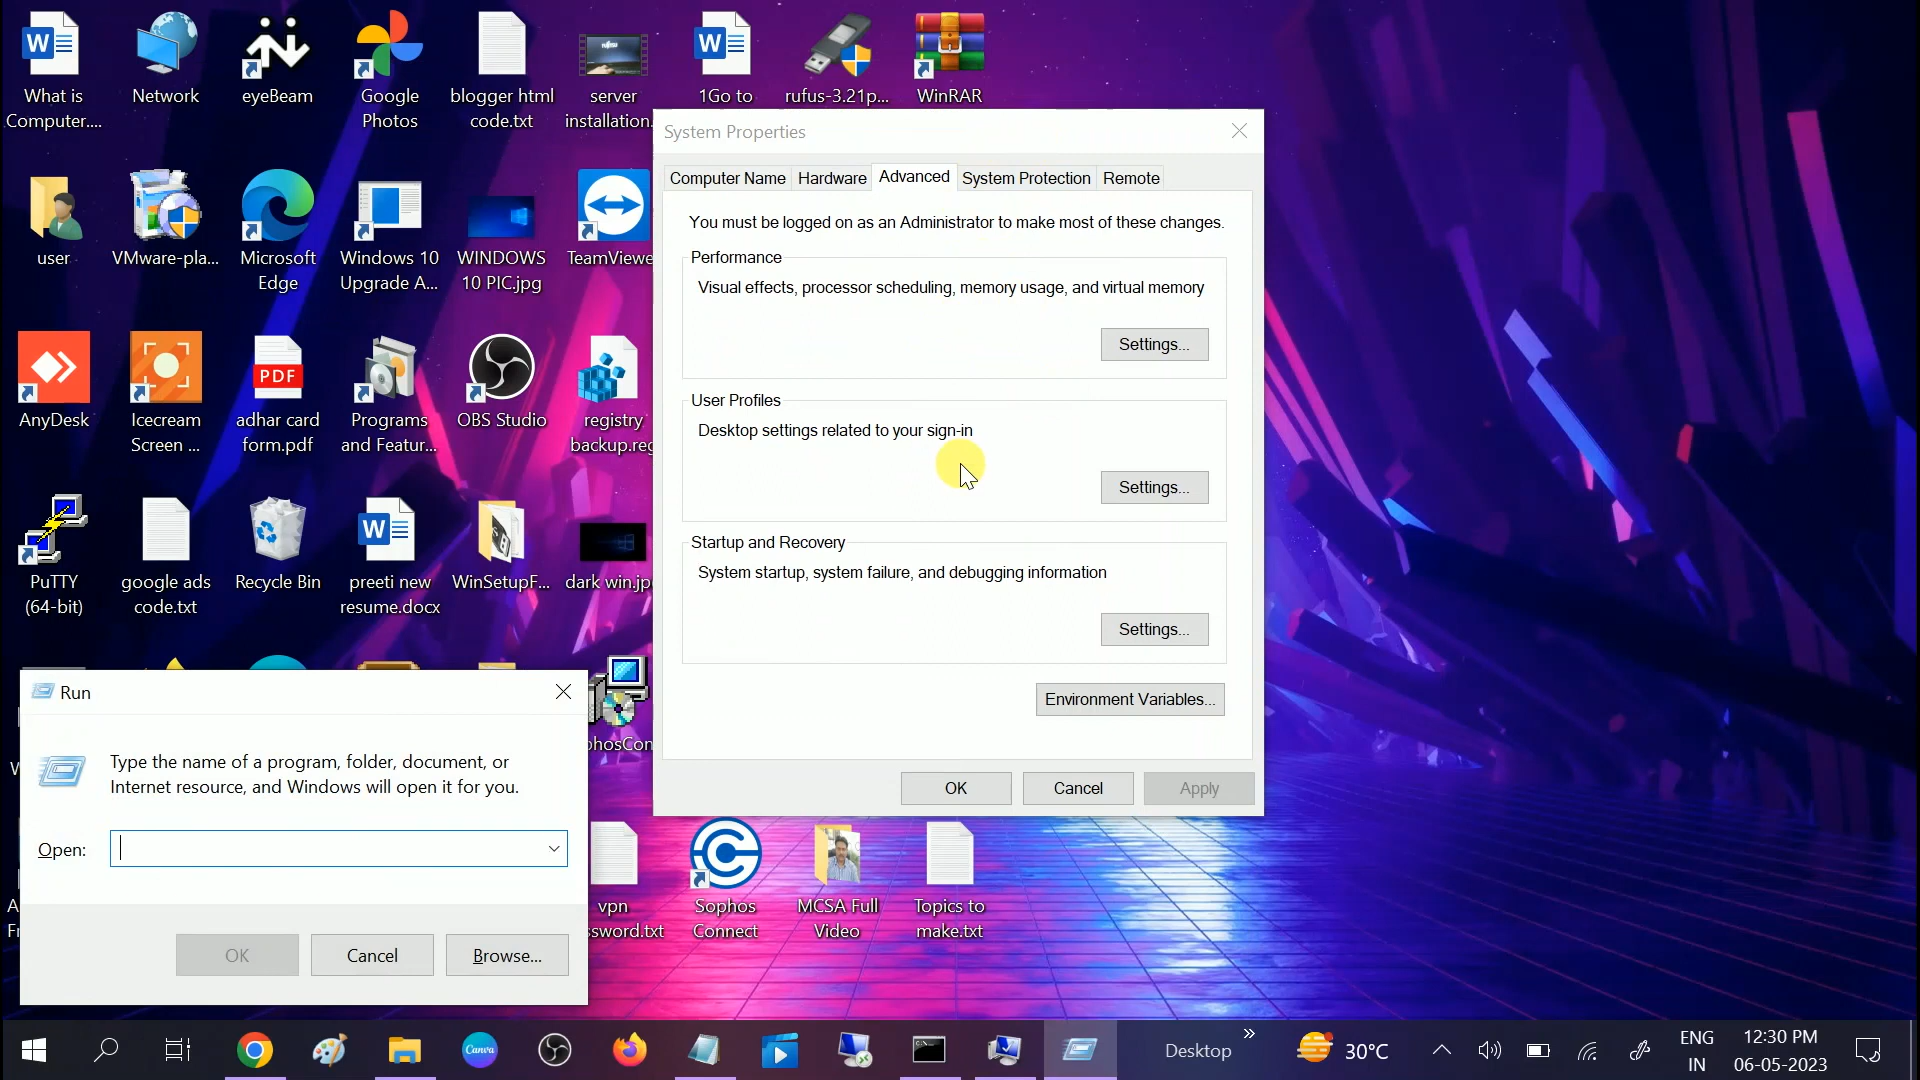 What is
Computer....
Network
eyeBeam
Google
Photos
blogger html
code.txt
server
installation.
1Go to
rufus-3.21p...
WinRAR
user
VMware-pla...
Microsoft
Edge
Windows 10
Upgrade A...
WINDOWS
10 PIC.jpg
TeamViewe
AnyDesk
Icecream
Screen ...
PDF
adhar card
form.pdf
Programs
and Featur...
OBS Studio
registry
backup.reg
PuTTY
(64-bit)
google ads
code.txt
Recycle Bin
preeti new
resume.docx
WinSetupF...
dark win.jp
System Properties
Computer Name
Hardware
Advanced
System Protection
Remote
You must be logged on as an Administrator to make most of these changes.
Performance
Visual effects, processor scheduling, memory usage, and virtual memory
Settings...
User Profiles
Desktop settings related to your sign-in
Settings...
Startup and Recovery
System startup, system failure, and debugging information
Settings...
Environment Variables...
OK
Cancel
Apply
Run
Type the name of a program, folder, document, or
Internet resource, and Windows will open it for you.
Open:
OK
Cancel
Browse...
phosCon
vpn
ssword.txt
Sophos
Connect
MCSA Full
Video
Topics to
make.txt
Canva
Desktop
30°C
ENG
IN
12:30 PM
06-05-2023